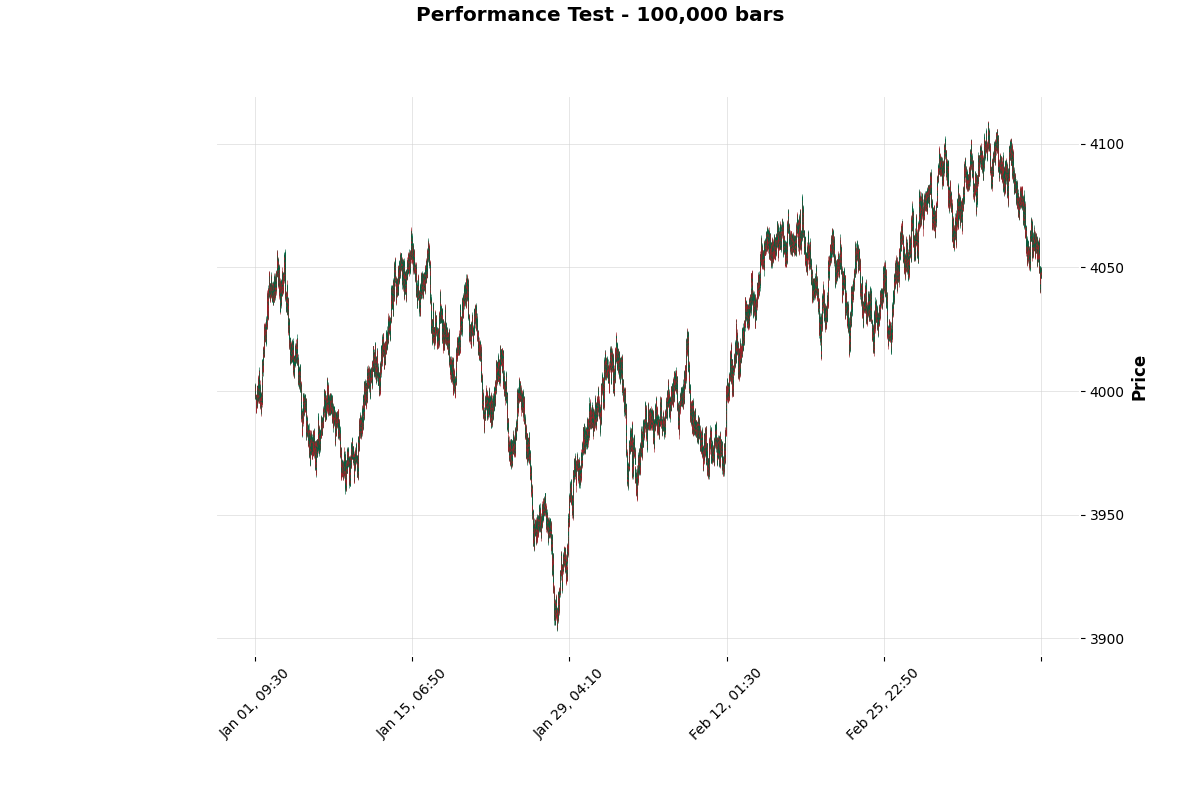 Performance Test - 100,000 bars
4100
4050
4000
3950
3900
Price
Jan 01, 09:30
Jan 15, 06:50
Jan 29, 04:10
Feb 12, 01:30
Feb 25, 22:50